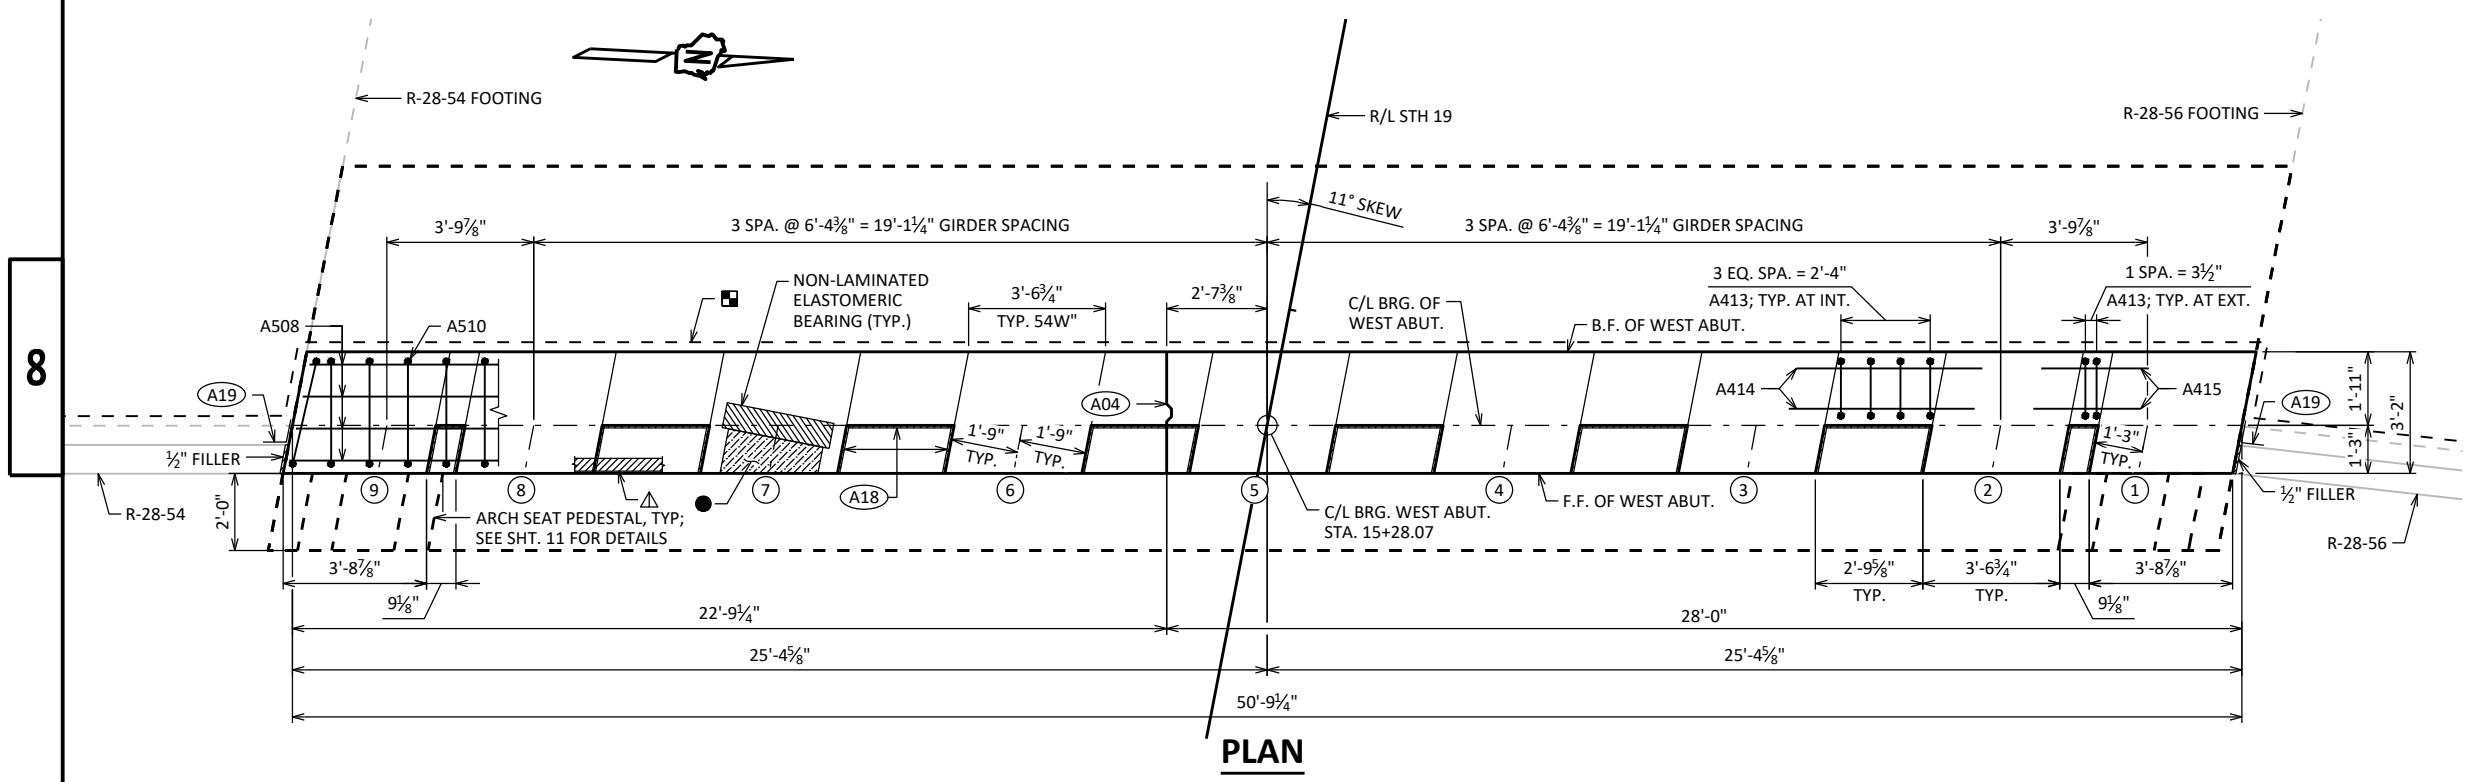 N
R-28-54 FOOTING
R/L STH 19
R-28-56 FOOTING
11° SKEW
3'-9⅞"
3 SPA. @ 6'-4⅜" = 19'-1¼" GIRDER SPACING
3 SPA. @ 6'-4⅜" = 19'-1¼" GIRDER SPACING
3'-9⅞"
NON-LAMINATED
ELASTOMERIC
BEARING (TYP.)
3'-6¾"
TYP. 54W"
2'-7⅜"
C/L BRG. OF
WEST ABUT.
3 EQ. SPA. = 2'-4"
A413; TYP. AT INT.
1 SPA. = 3½"
A413; TYP. AT EXT.
A508
A510
B.F. OF WEST ABUT.
8
A19
A04
A414
A415
A19
1'-11"
3'-2"
1'-3"
1'-9"
TYP.
1'-9"
TYP.
1'-3"
TYP.
½" FILLER
A18
9
8
7
6
5
4
3
2
1
½" FILLER
R-28-54
2'-0"
ARCH SEAT PEDESTAL, TYP;
SEE SHT. 11 FOR DETAILS
C/L BRG. WEST ABUT.
STA. 15+28.07
F.F. OF WEST ABUT.
R-28-56
3'-8⅞"
9⅛"
2'-9⅝"
TYP.
3'-6¾"
TYP.
9⅛"
3'-8⅞"
22'-9¼"
28'-0"
25'-4⅝"
25'-4⅝"
50'-9¼"
PLAN